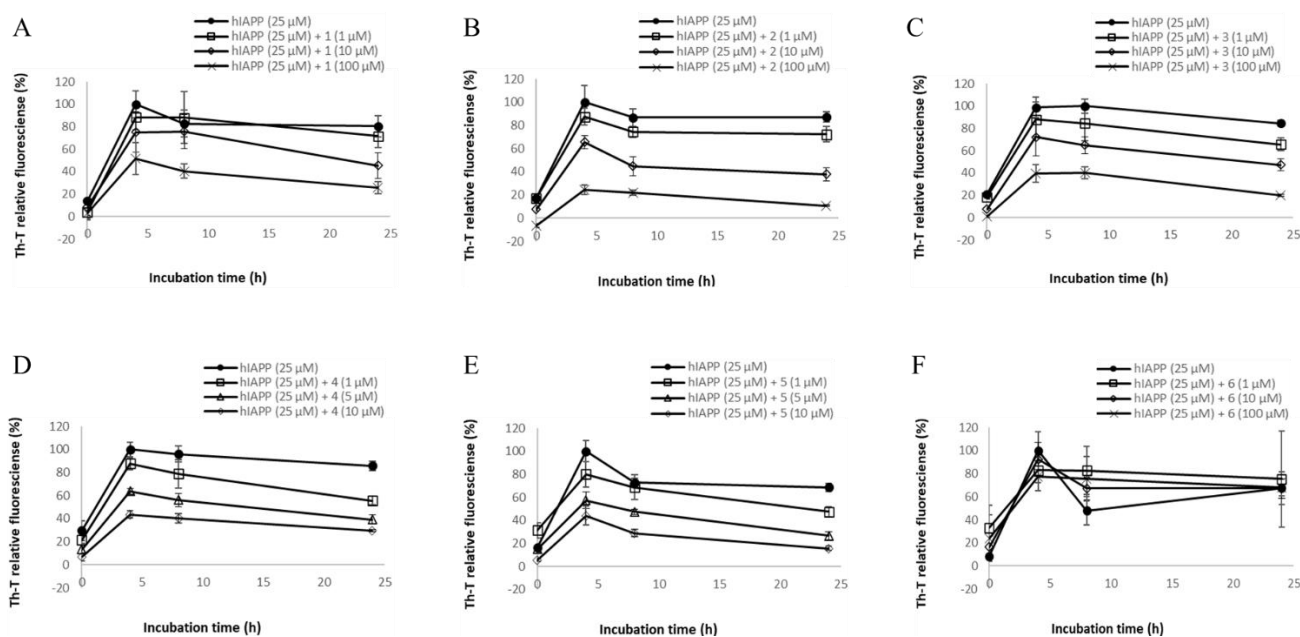 A
hIAPP (25 µM)
hIAPP (25 µM) + 1 (1 µM)
hIAPP (25 µM) + 1 (10 µM)
hIAPP (25 µM) + 1 (100 µM)
Th-T relative fluoresciense (%)
120
100
80
60
40
20
0
-20
0 5 10 15 20 25
Incubation time (h)
B
hIAPP (25 µM)
hIAPP (25 µM) + 2 (1 µM)
hIAPP (25 µM) + 2 (10 µM)
hIAPP (25 µM) + 2 (100 µM)
Th-T relative fluoresciense (%)
120
100
80
60
40
20
0
-20
0 5 10 15 20 25
Incubation time (h)
C
hIAPP (25 µM)
hIAPP (25 µM) + 3 (1 µM)
hIAPP (25 µM) + 3 (10 µM)
hIAPP (25 µM) + 3 (100 µM)
Th-T relative fluoresciense (%)
120
100
80
60
40
20
0
-20
0 5 10 15 20 25
Incubation time (h)
D
hIAPP (25 µM)
hIAPP (25 µM) + 4 (1 µM)
hIAPP (25 µM) + 4 (5 µM)
hIAPP (25 µM) + 4 (10 µM)
Th-T relative fluoresciense (%)
120
100
80
60
40
20
0
-20
0 5 10 15 20 25
Incubation time (h)
E
hIAPP (25 µM)
hIAPP (25 µM) + 5 (1 µM)
hIAPP (25 µM) + 5 (5 µM)
hIAPP (25 µM) + 5 (10 µM)
Th-T relative fluoresciense (%)
120
100
80
60
40
20
0
-20
0 5 10 15 20 25
Incubation time (h)
F
hIAPP (25 µM)
hIAPP (25 µM) + 6 (1 µM)
hIAPP (25 µM) + 6 (10 µM)
hIAPP (25 µM) + 6 (100 µM)
Th-T relative fluoresciense (%)
120
100
80
60
40
20
0
-20
0 5 10 15 20 25
Incubation time (h)